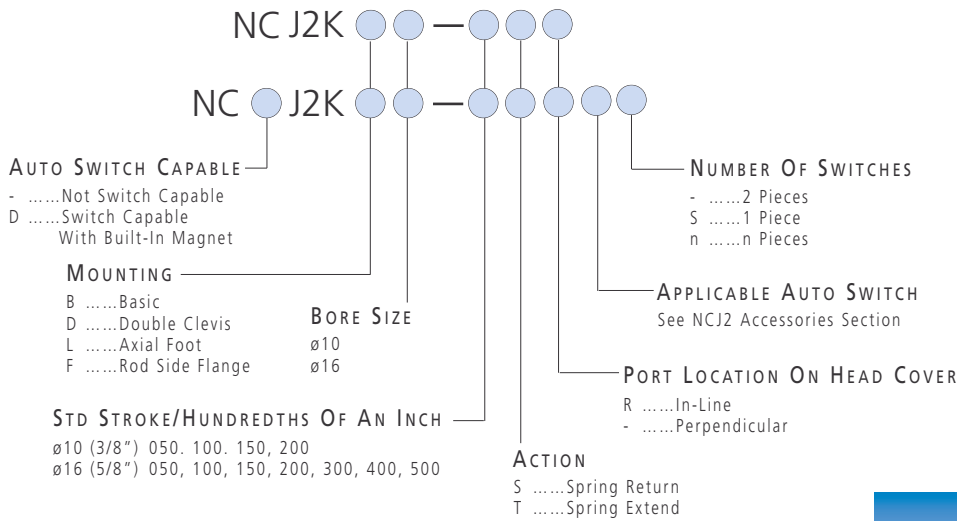 NC J2K —
NC J2K —
AUTO SWITCH CAPABLE
- ......Not Switch Capable
D ......Switch Capable
With Built-In Magnet
MOUNTING
B ......Basic
D ......Double Clevis
L ......Axial Foot
F ......Rod Side Flange
BORE SIZE
ø10
ø16
STD STROKE/HUNDREDTHS OF AN INCH
ø10 (3/8") 050. 100. 150, 200
ø16 (5/8") 050, 100, 150, 200, 300, 400, 500
ACTION
S ......Spring Return
T ......Spring Extend
PORT LOCATION ON HEAD COVER
R ......In-Line
- ......Perpendicular
APPLICABLE AUTO SWITCH
See NCJ2 Accessories Section
NUMBER OF SWITCHES
- ......2 Pieces
S ......1 Piece
n ......n Pieces